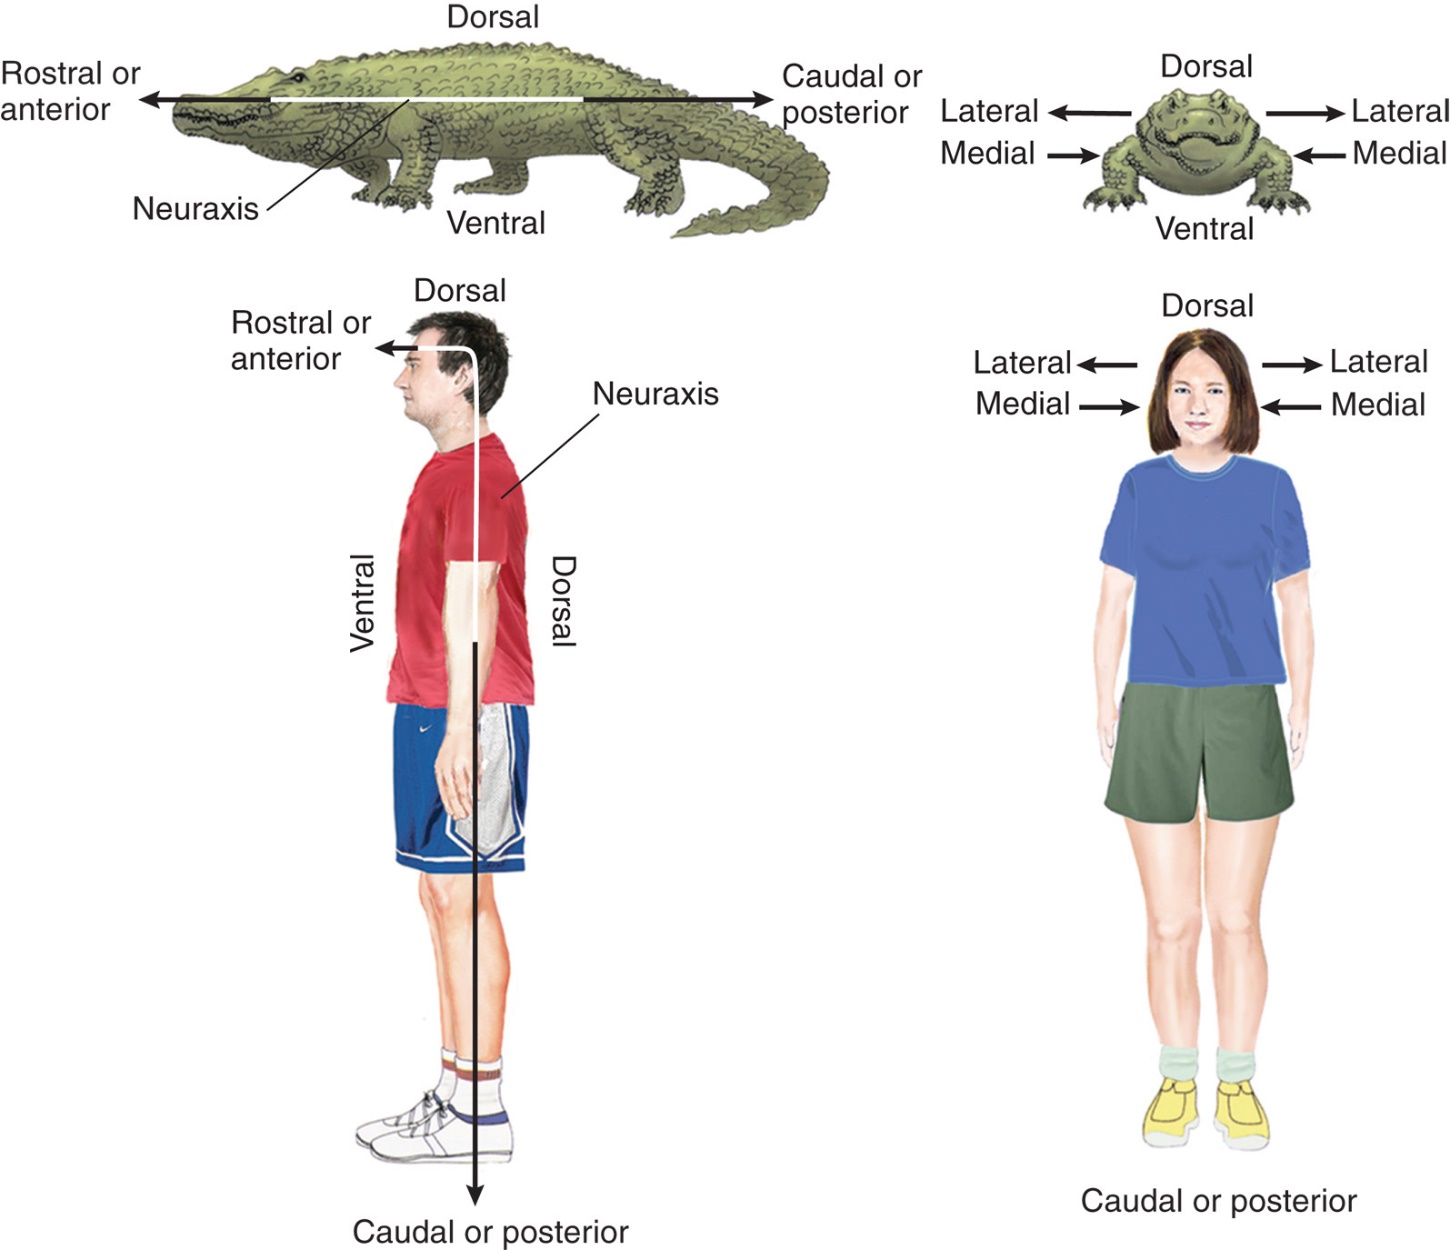 Dorsal
Rostral or
anterior
Caudal or
posterior
Neuraxis
Ventral
Dorsal
Lateral
Lateral
Medial
Medial
Ventral
Dorsal
Rostral or
anterior
Neuraxis
Ventral
Dorsal
Caudal or posterior
Dorsal
Lateral
Lateral
Medial
Medial
Caudal or posterior